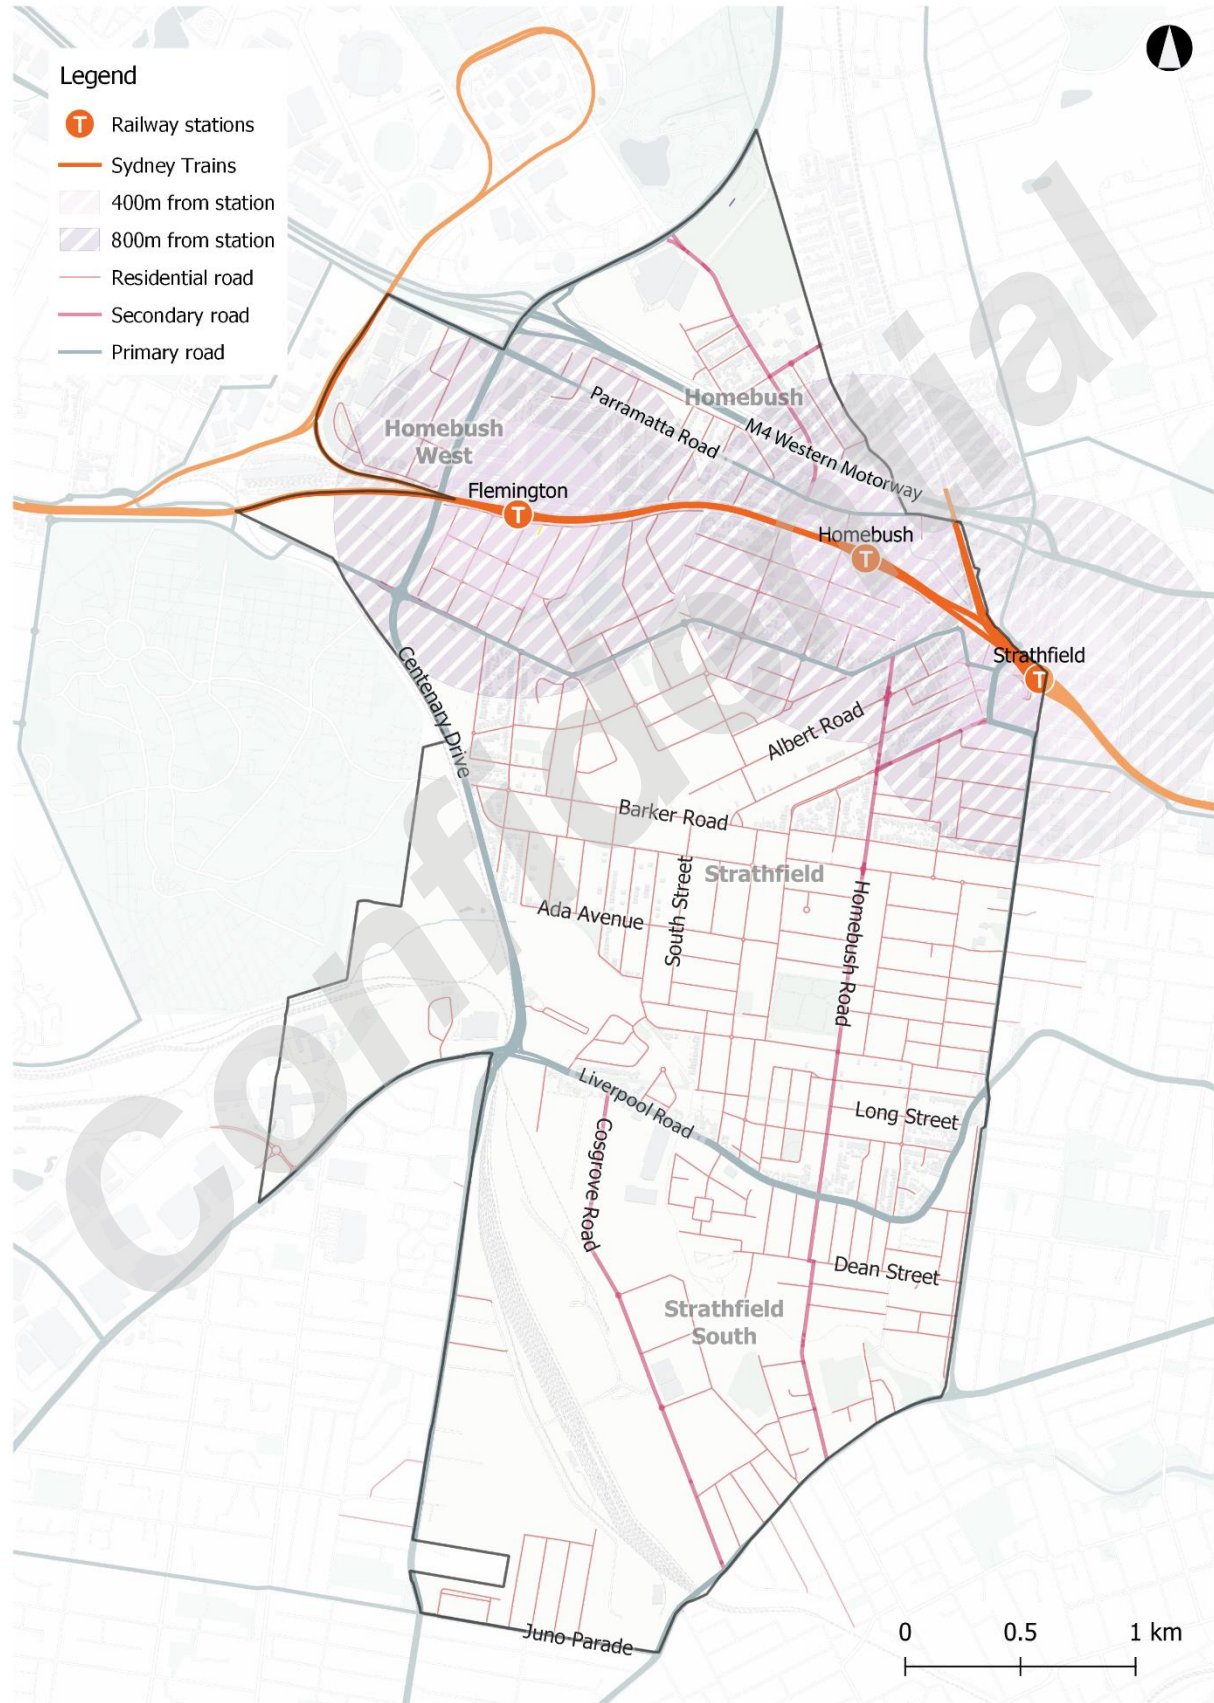 Legend
T Railway stations
Sydney Trains
400m from station
800m from station
Residential road
Secondary road
Primary road
Homebush
Parramatta Road
M4 Western Motorway
Homebush
West
Flemington
T
Homebush
T
Strathfield
T
Centenary Drive
Albert Road
Barker Road
Strathfield
South Street
Ada Avenue
Homebush Road
Liverpool Road
Long Street
Cosgrove Road
Dean Street
Strathfield
South
Juno Parade
0 0.5 1 km
Confidential